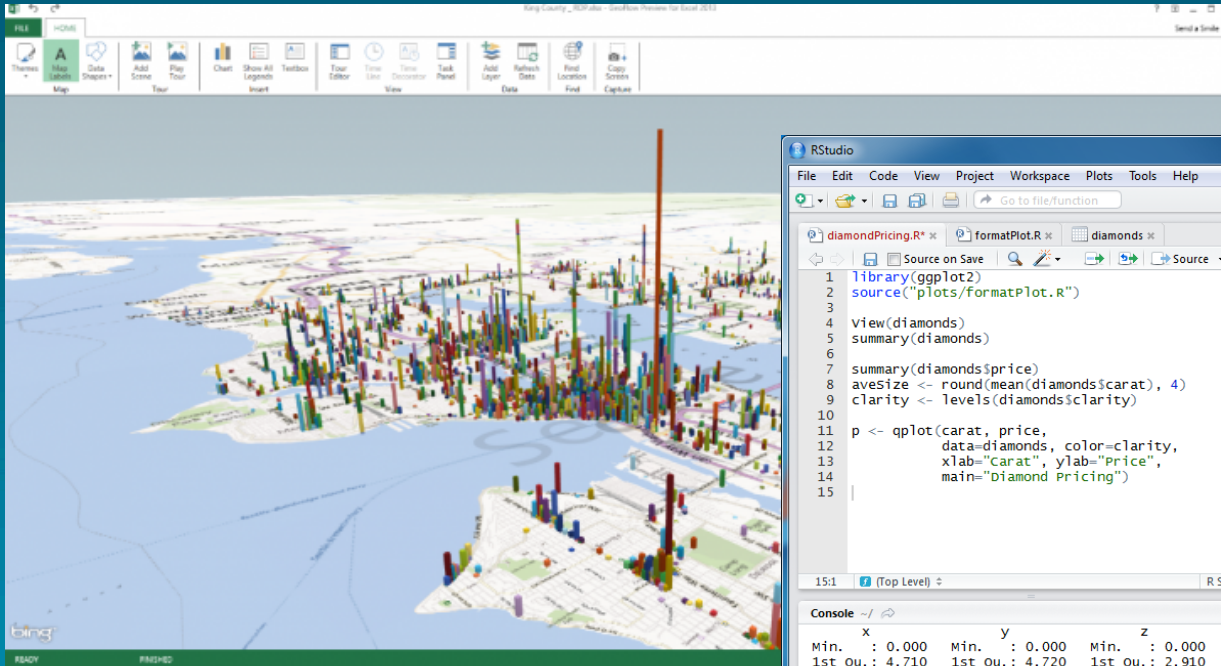 King County _ RDP.xlsx - GeoFlow Preview for Excel 2013
FILE HOME Send a Smile
Themes Map Labels Data Shapes Add Scene Play Tour Chart Show All Legends Textbox Tour Editor Time Line Time Decorator Task Panel Add Layer Refresh Data Find Location Copy Screen
Map Tour Insert View Data Find Capture
bing
READY FINISHED
RStudio
File Edit Code View Project Workspace Plots Tools Help
Go to file/function
diamondPricing.R* formatPlot.R diamonds
Source on Save Source
1 library(ggplot2)
2 source("plots/formatPlot.R")
3
4 View(diamonds)
5 summary(diamonds)
6
7 summary(diamonds$price)
8 avesize <- round(mean(diamonds$carat), 4)
9 clarity <- levels(diamonds$clarity)
10
11 p <- qplot(carat, price,
12 data=diamonds, color=clarity,
13 xlab="Carat", ylab="Price",
14 main="Diamond Pricing")
15
15:1 (Top Level) R S
Console ~/
x y z
Min. : 0.000 Min. : 0.000 Min. : 0.000
1st Qu.: 4.710 1st Qu.: 4.720 1st Qu.: 2.910